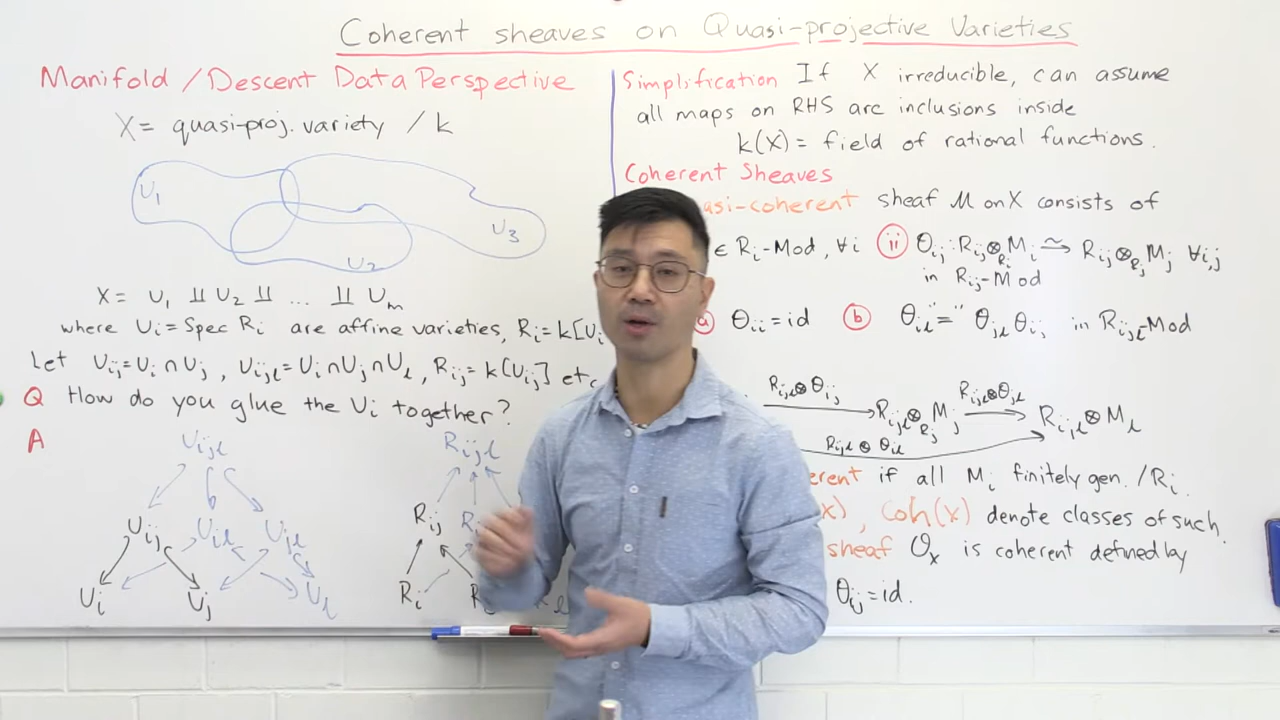 Coherent sheaves on Quasi-projective Varieties
Manifold / Descent Data Perspective
X = quasi-proj. variety / k
U₁
U₂
U₃
X = U₁ ⨿ U₂ ⨿ ... ⨿ Uₘ
where Uᵢ = Spec Rᵢ are affine varieties, Rᵢ = k[Uᵢ
Let Uᵢⱼ = Uᵢ ∩ Uⱼ , Uᵢⱼₗ = Uᵢ ∩ Uⱼ ∩ Uₗ , Rᵢⱼ = k[Uᵢⱼ] etc
Q How do you glue the Uᵢ together?
A
Uᵢⱼₗ
Uᵢⱼ Uᵢₗ Uⱼₗ
Uᵢ Uⱼ Uₗ
Rᵢⱼₗ
Rᵢⱼ
Rᵢ
Simplification If X irreducible, can assume
all maps on RHS are inclusions inside
k(X) = field of rational functions.
Coherent Sheaves
asi-coherent sheaf M on X consists of
∈ Rᵢ-Mod, ∀i (ii) θᵢⱼ : Rᵢⱼ ⊗_Rᵢ Mᵢ ≃→ Rᵢⱼ ⊗_Rⱼ Mⱼ ∀i,j
in Rᵢⱼ-Mod
(a) θᵢᵢ = id (b) θᵢₗ "=" θⱼₗ θᵢⱼ in Rᵢⱼₗ Mod
Rᵢⱼₗ ⊗ θᵢⱼ → Rᵢⱼₗ ⊗_Rⱼ Mⱼ Rᵢⱼₗ ⊗ θⱼₗ → Rᵢⱼₗ ⊗ Mₗ
Rᵢⱼₗ ⊗ θᵢₗ
erent if all Mᵢ finitely gen. / Rᵢ.
x), Coh(X) denote classes of such.
sheaf Oₓ is coherent defined by
θᵢⱼ = id.